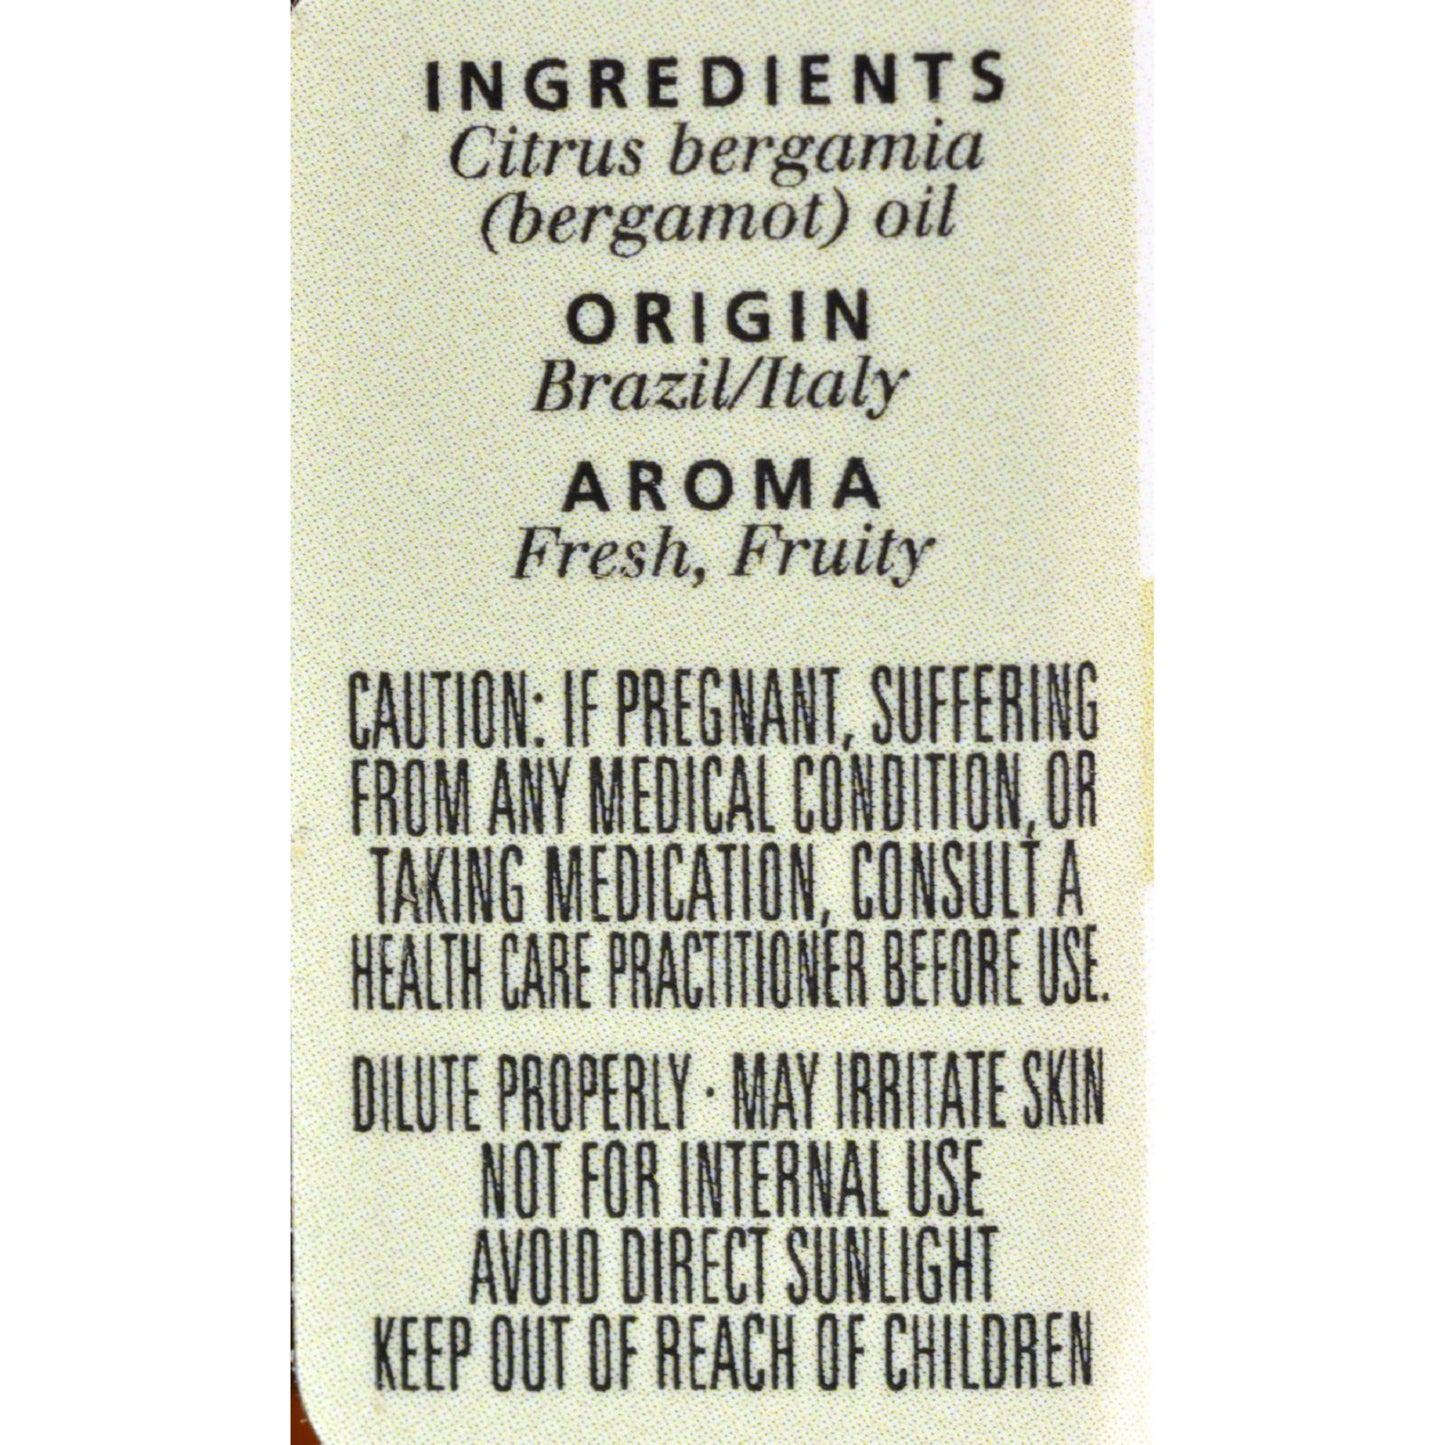 INGREDIENTS
Citrus bergamia
(bergamot) oil
ORIGIN
Brazil/Italy
AROMA
Fresh, Fruity
CAUTION: IF PREGNANT, SUFFERING
FROM ANY MEDICAL CONDITION, OR
TAKING MEDICATION, CONSULT A
HEALTH CARE PRACTITIONER BEFORE USE.
DILUTE PROPERLY · MAY IRRITATE SKIN
NOT FOR INTERNAL USE
AVOID DIRECT SUNLIGHT
KEEP OUT OF REACH OF CHILDREN